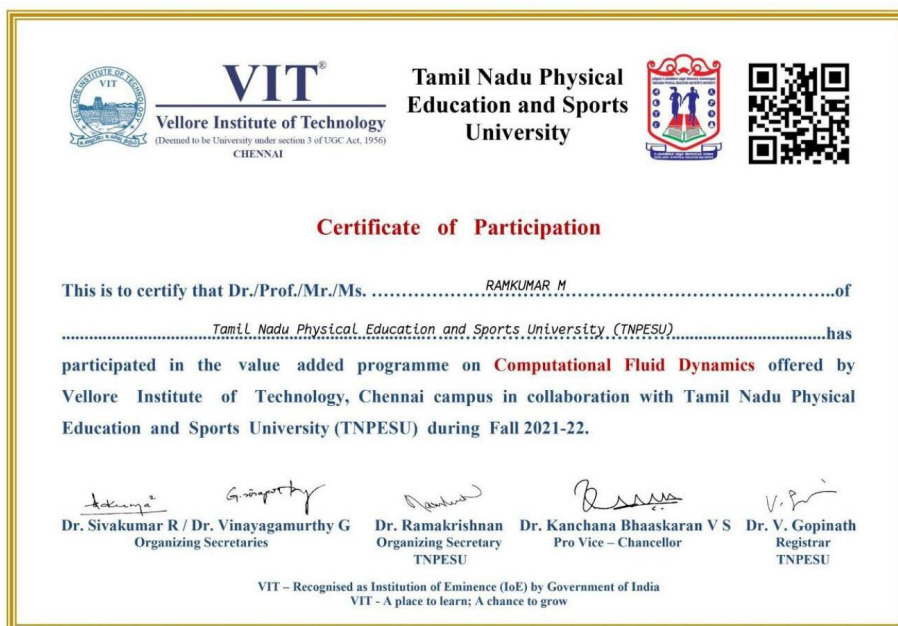 VIT®
Vellore Institute of Technology
(Deemed to be University under section 3 of UGC Act, 1956)
CHENNAI
VELLORE INSTITUTE OF TECHNOLOGY
VIT
Tamil Nadu Physical
Education and Sports
University
Certificate of Participation
This is to certify that Dr./Prof./Mr./Ms. .......RAMKUMAR M.......of
.......Tamil Nadu Physical Education and Sports University (TNPESU).......has
participated in the value added programme on Computational Fluid Dynamics offered by
Vellore Institute of Technology, Chennai campus in collaboration with Tamil Nadu Physical
Education and Sports University (TNPESU) during Fall 2021-22.
Dr. Sivakumar R / Dr. Vinayagamurthy G
Organizing Secretaries
Dr. Ramakrishnan
Organizing Secretary
TNPESU
Dr. Kanchana Bhaaskaran V S
Pro Vice – Chancellor
Dr. V. Gopinath
Registrar
TNPESU
VIT – Recognised as Institution of Eminence (IoE) by Government of India
VIT - A place to learn; A chance to grow